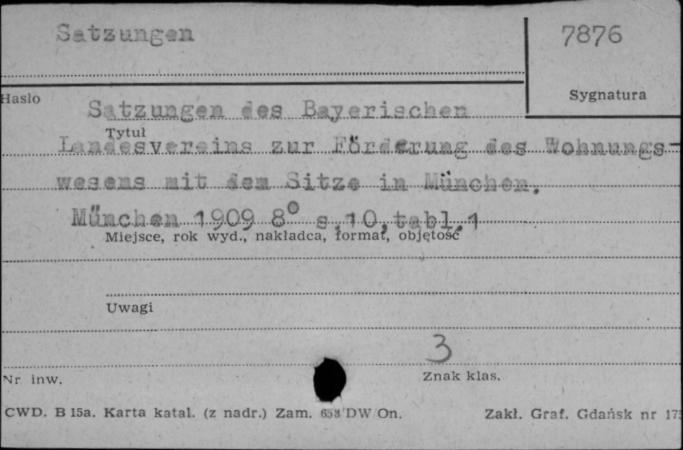 Satzungen
7876
Hasło
Sygnatura
Satzungen des Bayerischen
Tytuł
Landesvereins zur Förderung des Wohnungs-
wesens mit dem Sitze in München.
München 1909 8° s.10,tabl.1
Miejsce, rok wyd., nakładca, format, objętość
Uwagi
3
Nr inw.
Znak klas.
CWD. B 15a. Karta katal. (z nadr.) Zam. DW On.
Zakł. Graf. Gdańsk nr